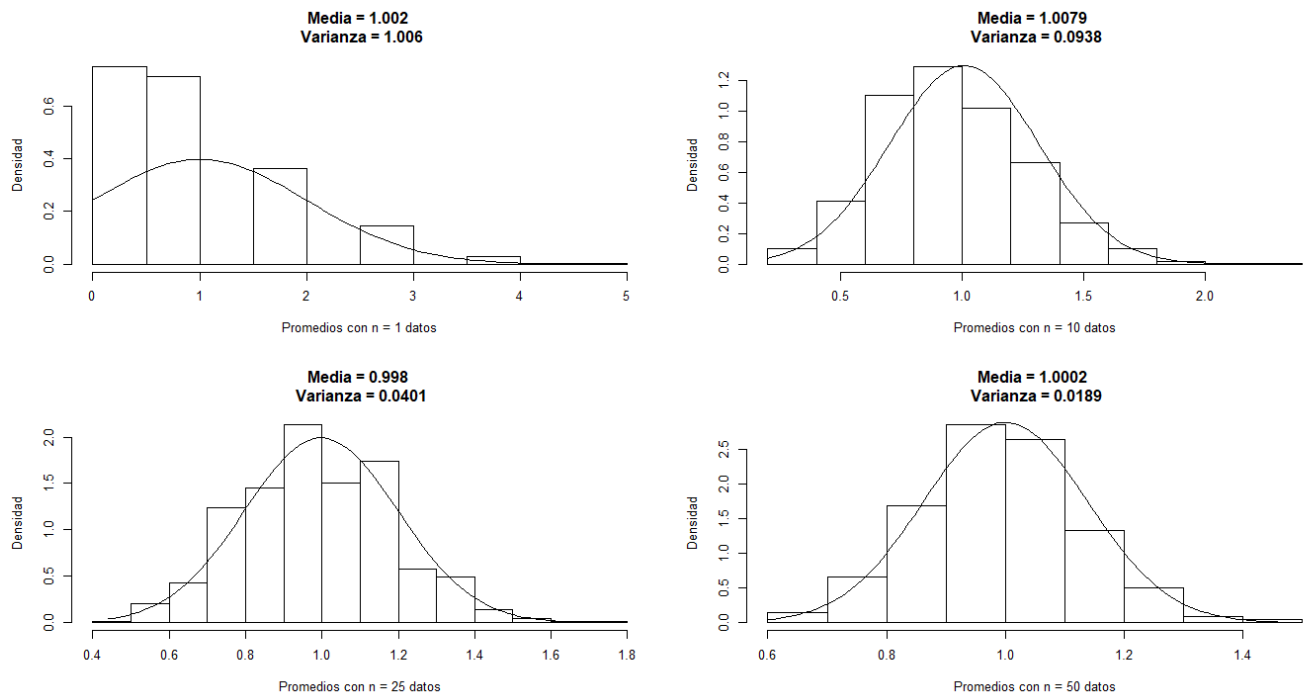 Media = 1.002
Varianza = 1.006
Densidad
0.0
0.2
0.4
0.6
0
1
2
3
4
5
Promedios con n = 1 datos
Media = 1.0079
Varianza = 0.0938
Densidad
0.0
0.2
0.4
0.6
0.8
1.0
1.2
0.5
1.0
1.5
2.0
Promedios con n = 10 datos
Media = 0.998
Varianza = 0.0401
Densidad
0.0
0.5
1.0
1.5
2.0
0.4
0.6
0.8
1.0
1.2
1.4
1.6
1.8
Promedios con n = 25 datos
Media = 1.0002
Varianza = 0.0189
Densidad
0.0
0.5
1.0
1.5
2.0
2.5
0.6
0.8
1.0
1.2
1.4
Promedios con n = 50 datos